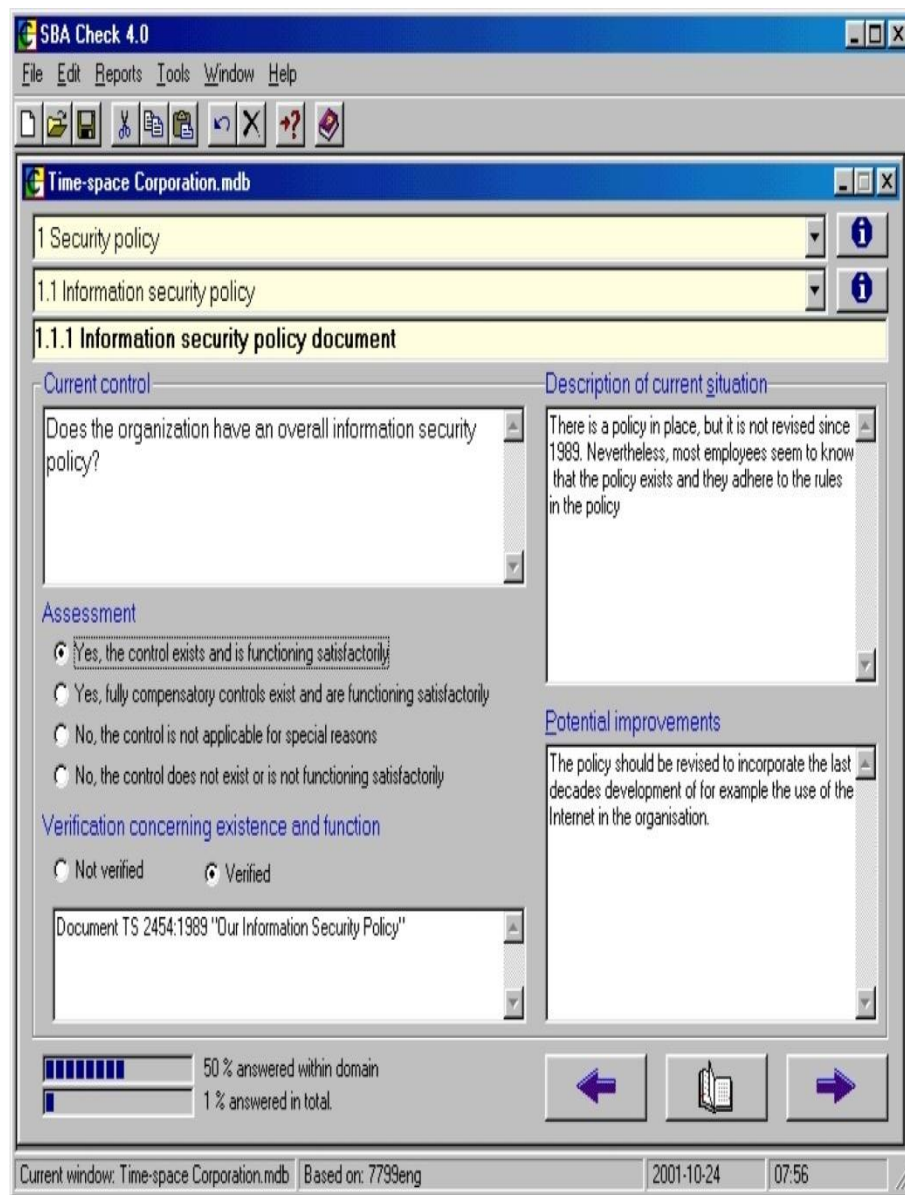 SBA Check 4.0
File Edit Reports Tools Window Help
Time-space Corporation.mdb
1 Security policy
1.1 Information security policy
1.1.1 Information security policy document
Current control
Does the organization have an overall information security
policy?
Assessment
Yes, the control exists and is functioning satisfactorily
Yes, fully compensatory controls exist and are functioning satisfactorily
No, the control is not applicable for special reasons
No, the control does not exist or is not functioning satisfactorily
Verification concerning existence and function
Not verified Verified
Document TS 2454:1989 "Our Information Security Policy"
Description of current situation
There is a policy in place, but it is not revised since
1989. Nevertheless, most employees seem to know
that the policy exists and they adhere to the rules
in the policy
Potential improvements
The policy should be revised to incorporate the last
decades development of for example the use of the
Internet in the organisation.
50 % answered within domain
1 % answered in total.
Current window: Time-space Corporation.mdb Based on: 7799eng 2001-10-24 07:56